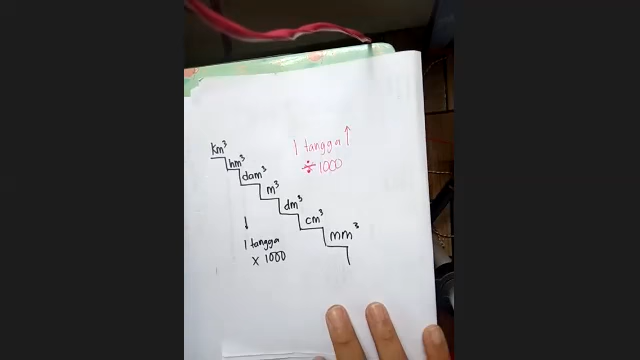 km³
hm³
dam³
m³
dm³
cm³
mm³
1 tangga ↑
÷ 1000
↓
1 tangga
x 1000